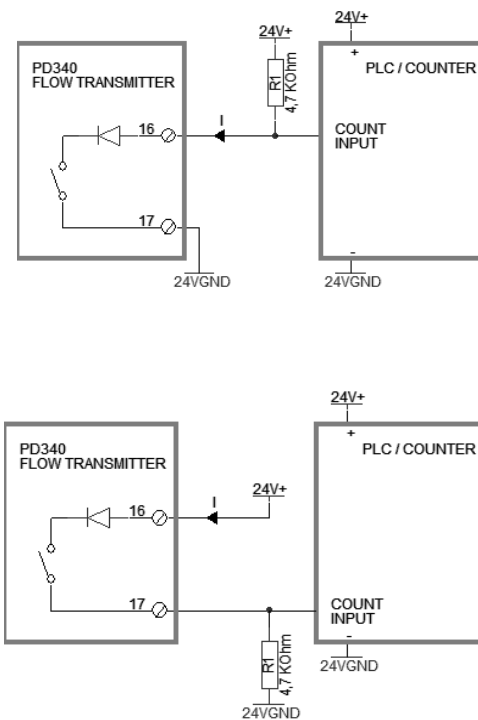 24V+
24V+
PD340
FLOW TRANSMITTER
+
PLC / COUNTER
R1
4,7 KOhm
16
I
COUNT
INPUT
17
-
24VGND
24VGND
24V+
PD340
FLOW TRANSMITTER
+
PLC / COUNTER
24V+
16
I
17
COUNT
INPUT
R1
4,7 KOhm
-
24VGND
24VGND